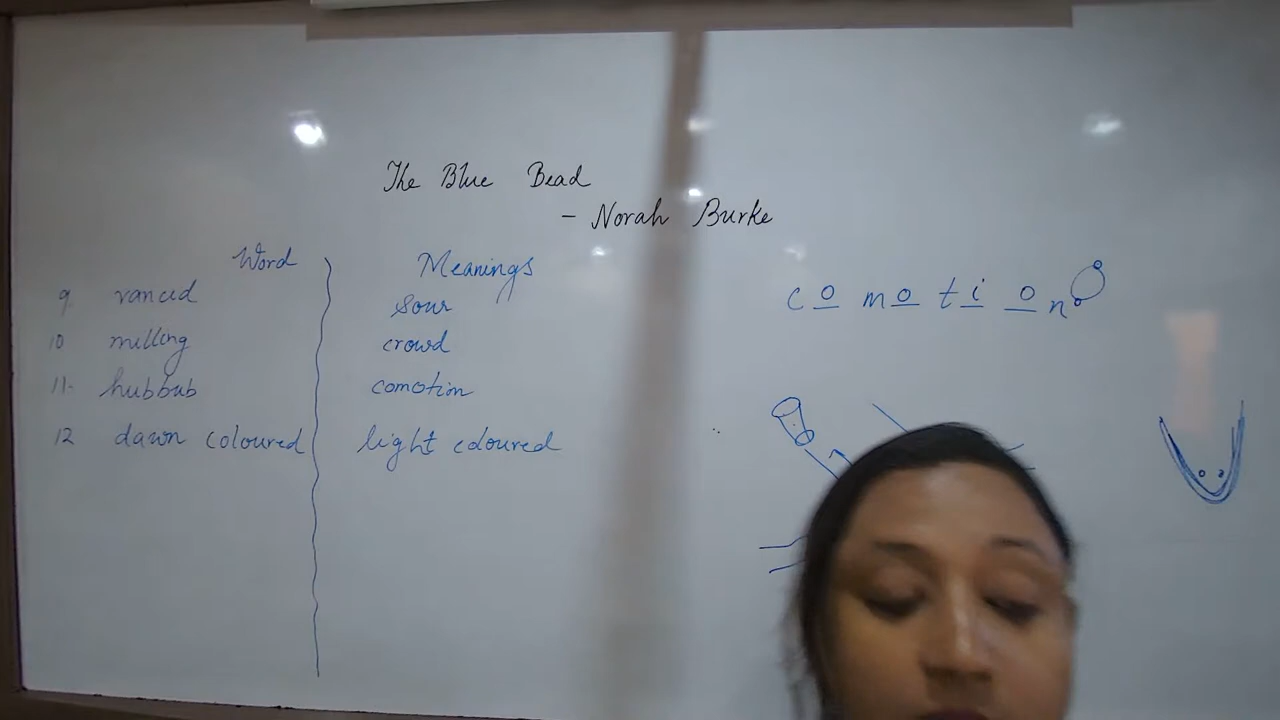 The Blue Bead
- Norah Burke
Word Meanings
9. rancid sour
10 milling crowd
11. hubbub comotion
12 dawn coloured light coloured
c o m o t i o n